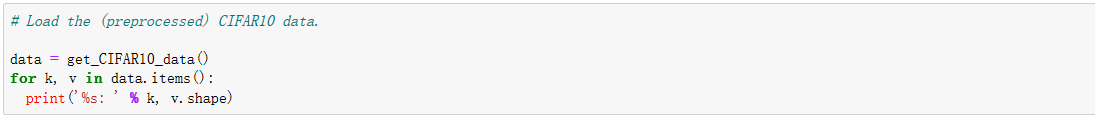 # Load the (preprocessed) CIFAR10 data.
data = get_CIFAR10_data()
for k, v in data.items():
  print('%s: ' % k, v.shape)